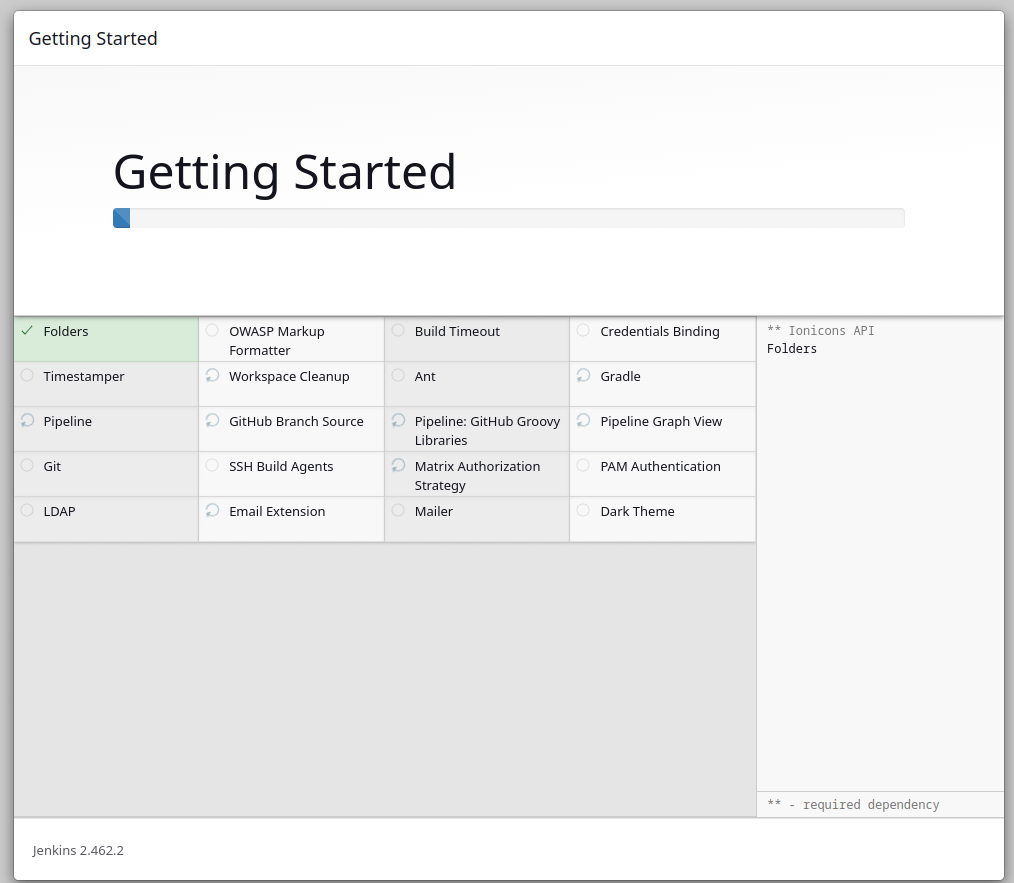 Getting Started
Getting Started
Folders
OWASP Markup
Formatter
Build Timeout
Credentials Binding
Timestamper
Workspace Cleanup
Ant
Gradle
Pipeline
GitHub Branch Source
Pipeline: GitHub Groovy
Libraries
Pipeline Graph View
Git
SSH Build Agents
Matrix Authorization
Strategy
PAM Authentication
LDAP
Email Extension
Mailer
Dark Theme
** Ionicons API
Folders
** - required dependency
Jenkins 2.462.2